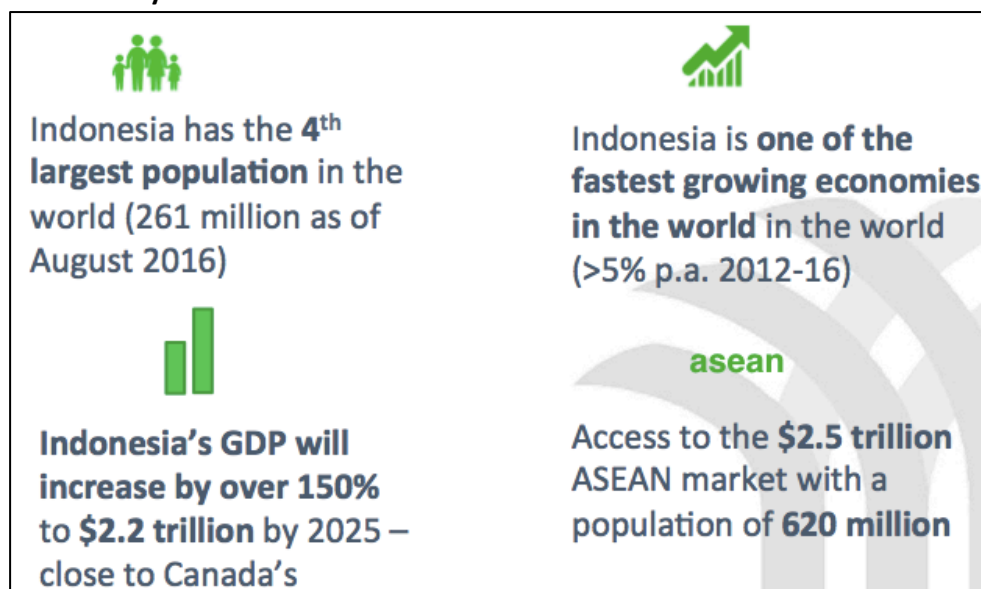 Indonesia has the 4th
largest population in the
world (261 million as of
August 2016)
Indonesia is one of the
fastest growing economies
in the world in the world
(>5% p.a. 2012-16)
Indonesia's GDP will
increase by over 150%
to $2.2 trillion by 2025 –
close to Canada's
asean
Access to the $2.5 trillion
ASEAN market with a
population of 620 million